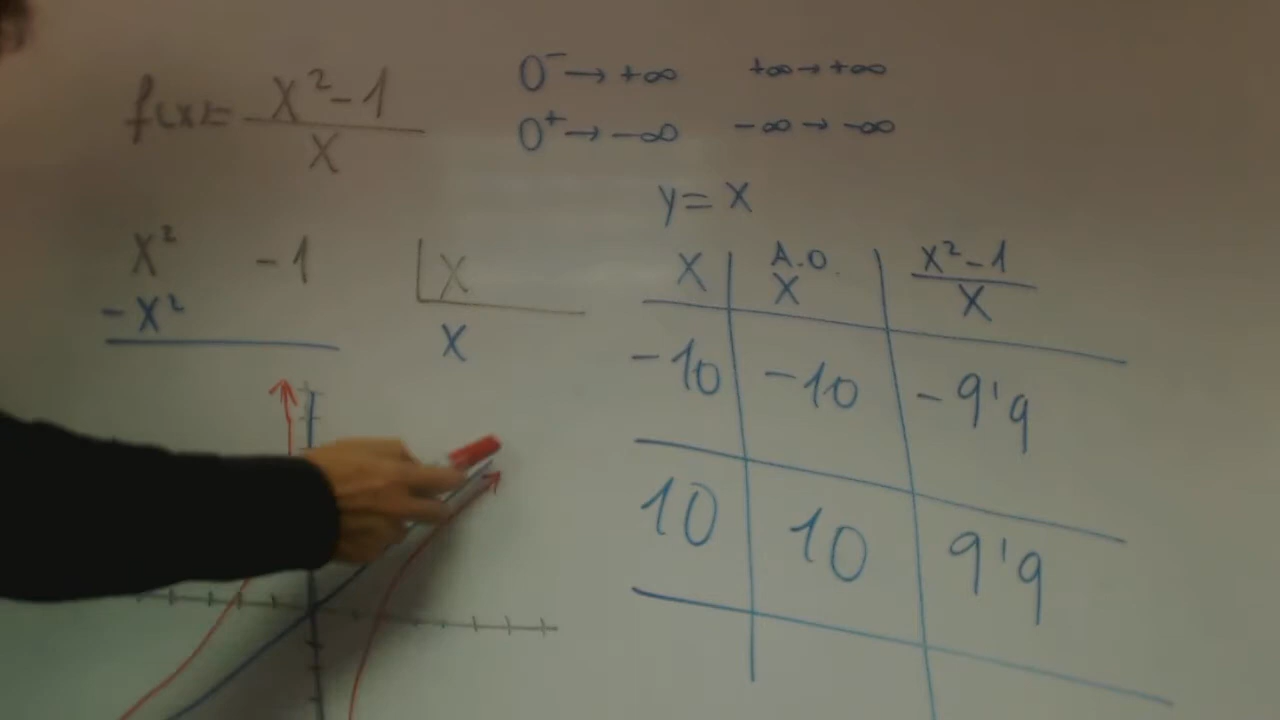 f(x)= x²-1 / x
0⁻ → +∞ +∞ → +∞
0⁺ → -∞ -∞ → -∞
y = x
x² -1 | x
-x² x
x A.O. x x²-1 / x
-10 -10 -9'9
10 10 9'9